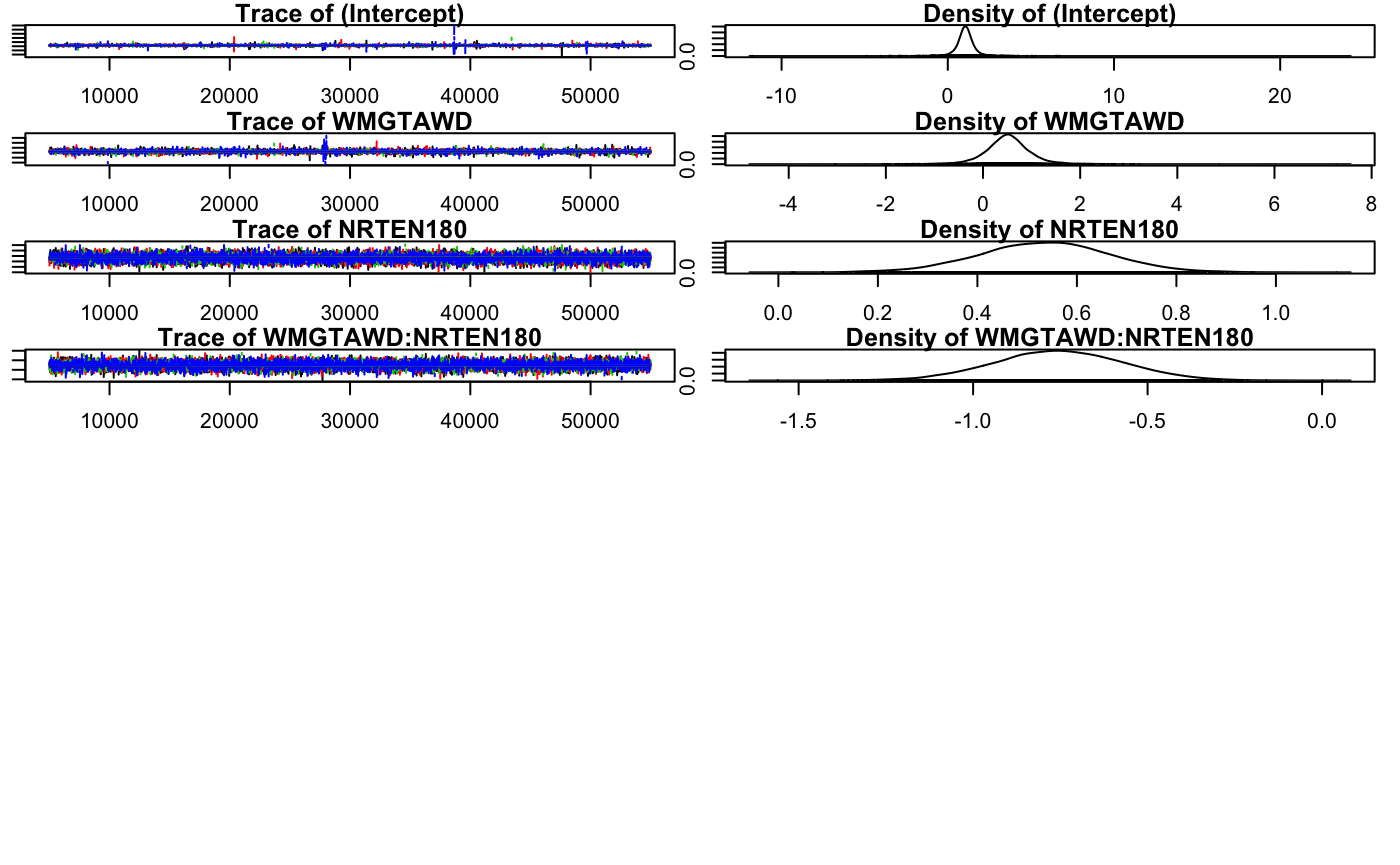 Trace of (Intercept)
10000 20000 30000 40000 50000
Density of (Intercept)
0.0
-10 0 10 20
Trace of WMGTAWD
10000 20000 30000 40000 50000
Density of WMGTAWD
0.0
-4 -2 0 2 4 6 8
Trace of NRTEN180
10000 20000 30000 40000 50000
Density of NRTEN180
0.0
0.0 0.2 0.4 0.6 0.8 1.0
Trace of WMGTAWD:NRTEN180
10000 20000 30000 40000 50000
Density of WMGTAWD:NRTEN180
0.0
-1.5 -1.0 -0.5 0.0